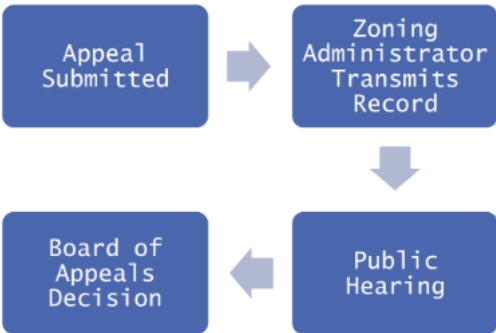 Appeal
Submitted
Zoning
Administrator
Transmits
Record
Public
Hearing
Board of
Appeals
Decision